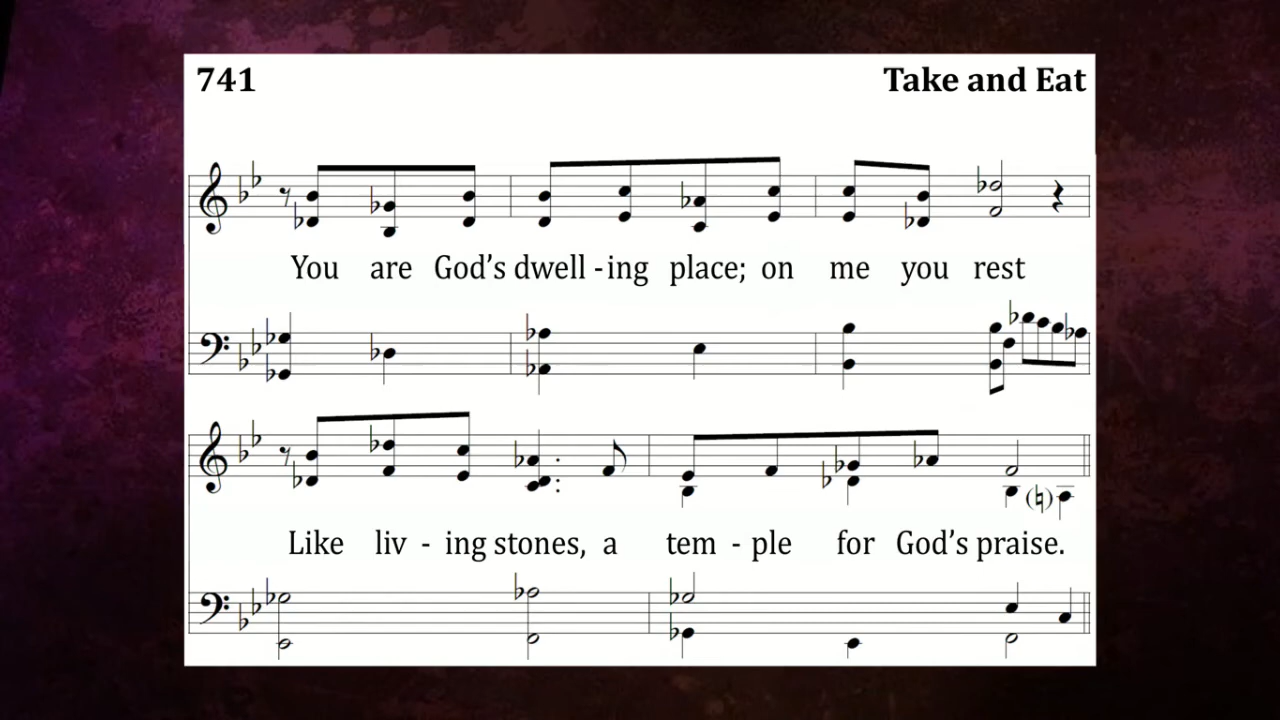 741 Take and Eat
You are God's dwell -ing place; on me you rest
Like liv - ing stones, a tem - ple for God's praise.